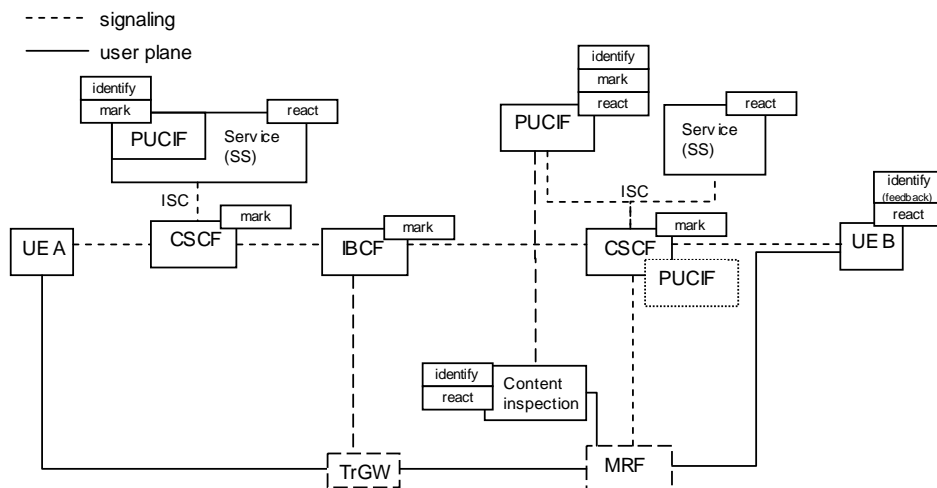 signaling
user plane
identify
mark
react
PUCIF
Service
(SS)
ISC
identify
mark
react
PUCIF
react
Service
(SS)
ISC
identify
(feedback)
react
UE A
CSCF
mark
IBCF
mark
CSCF
mark
PUCIF
UE B
identify
react
Content
inspection
TrGW
MRF